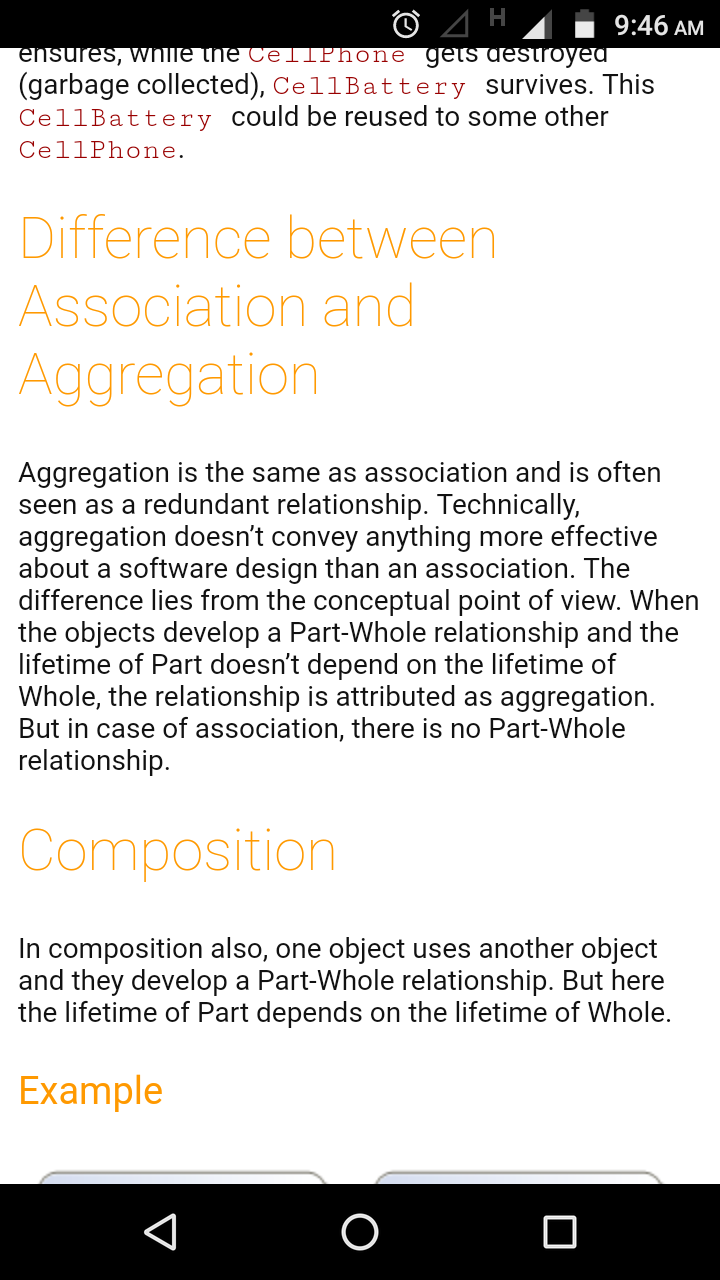 9:46 AM
H
ensures, while the CellPhone gets destroyed
(garbage collected), CellBattery survives. This
CellBattery could be reused to some other
CellPhone.
Difference between
Association and
Aggregation
Aggregation is the same as association and is often
seen as a redundant relationship. Technically,
aggregation doesn’t convey anything more effective
about a software design than an association. The
difference lies from the conceptual point of view. When
the objects develop a Part-Whole relationship and the
lifetime of Part doesn’t depend on the lifetime of
Whole, the relationship is attributed as aggregation.
But in case of association, there is no Part-Whole
relationship.
Composition
In composition also, one object uses another object
and they develop a Part-Whole relationship. But here
the lifetime of Part depends on the lifetime of Whole.
Example